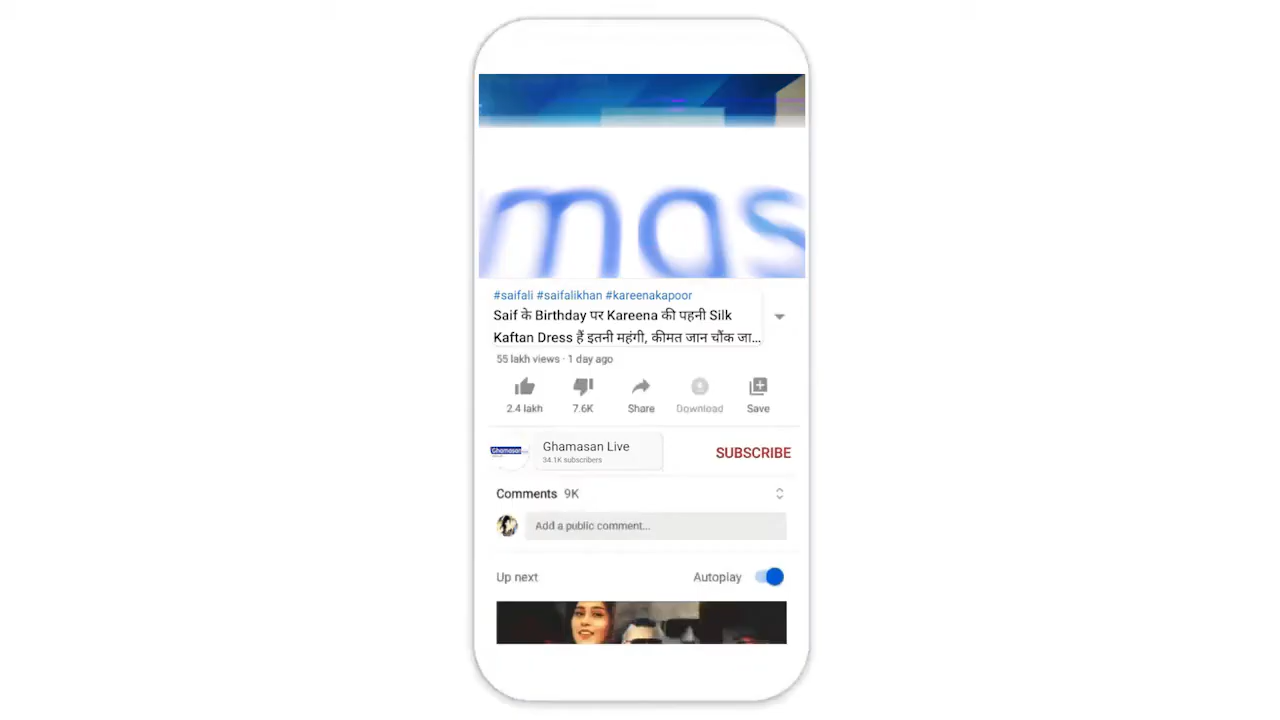 mas
#saifali #saifalikhan #kareenakapoor
Saif के Birthday पर Kareena की पहनी Silk
Kaftan Dress हैं इतनी महंगी, कीमत जान चौंक जा...
55 lakh views · 1 day ago
2.4 lakh 7.6K Share Download Save
Ghamasan
Ghamasan Live
34.1K subscribers
SUBSCRIBE
Comments 9K
Add a public comment...
Up next Autoplay